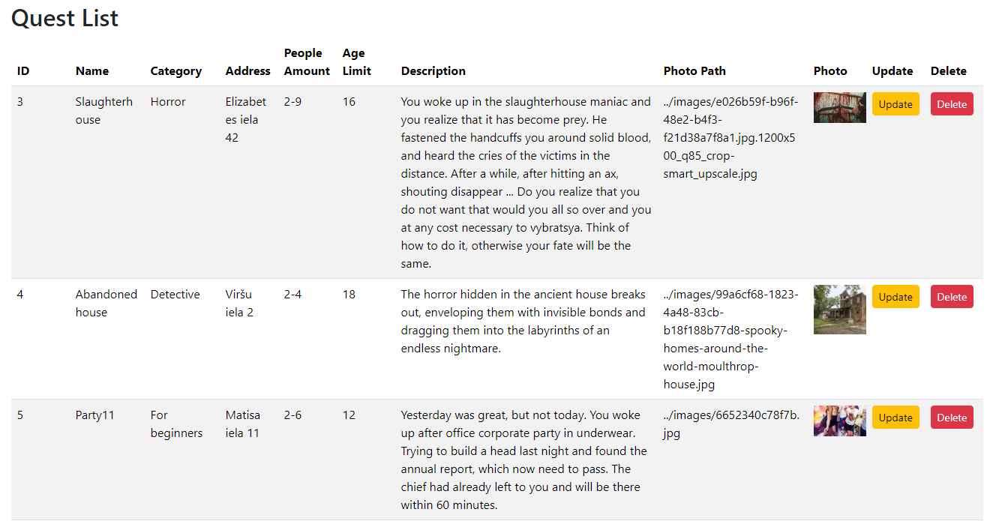 Quest List
ID Name Category Address People Amount Age Limit Description Photo Path Photo Update Delete
3
Slaughterh
ouse
Horror
Elizabet
es iela
42
2-9
16
You woke up in the slaughterhouse maniac and
you realize that it has become prey. He
fastened the handcuffs you around solid blood,
and heard the cries of the victims in the
distance. After a while, after hitting an ax,
shouting disappear ... Do you realize that you
do not want that would you all so over and you
at any cost necessary to vybratsya. Think of
how to do it, otherwise your fate will be the
same.
../images/e026b59f-b96f-
48e2-b4f3-
f21d38a7f8a1.jpg.1200x5
00_q85_crop-
smart_upscale.jpg
Update
Delete
4
Abandoned
house
Detective
Viršu
iela 2
2-4
18
The horror hidden in the ancient house breaks
out, enveloping them with invisible bonds and
dragging them into the labyrinths of an
endless nightmare.
../images/99a6cf68-1823-
4a48-83cb-
b18f188b77d8-spooky-
homes-around-the-
world-moulthrop-
house.jpg
Update
Delete
5
Party11
For
beginners
Matisa
iela 11
2-6
12
Yesterday was great, but not today. You woke
up after office corporate party in underwear.
Trying to build a head last night and found the
annual report, which now need to pass. The
chief had already left to you and will be there
within 60 minutes.
../images/6652340c78f7b.
jpg
Update
Delete